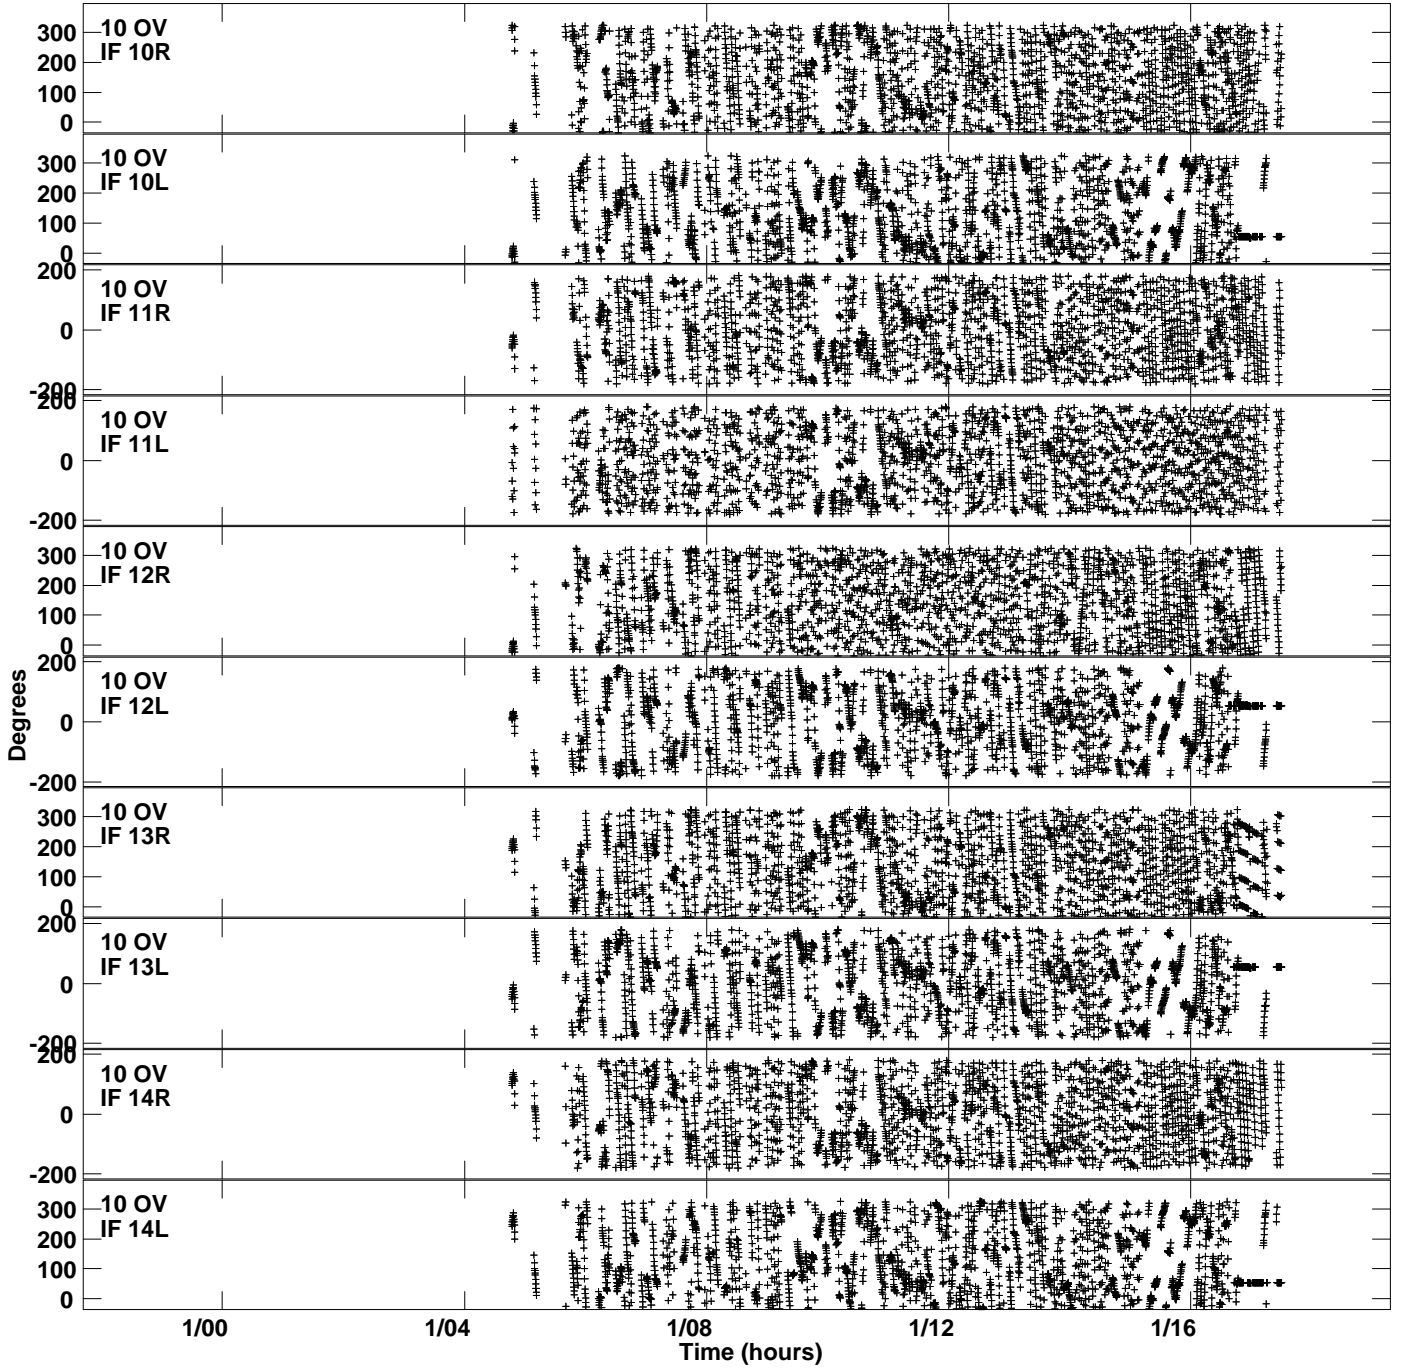 10 OV
IF 10R
300
200
100
0
10 OV
IF 10L
300
200
100
0
10 OV
IF 11R
200
0
-200
10 OV
IF 11L
200
0
-200
10 OV
IF 12R
300
200
100
0
10 OV
IF 12L
200
0
-200
10 OV
IF 13R
300
200
100
0
10 OV
IF 13L
200
0
-200
10 OV
IF 14R
200
0
-200
10 OV
IF 14L
300
200
100
0
Degrees
1/00 1/04 1/08 1/12 1/16
Time (hours)